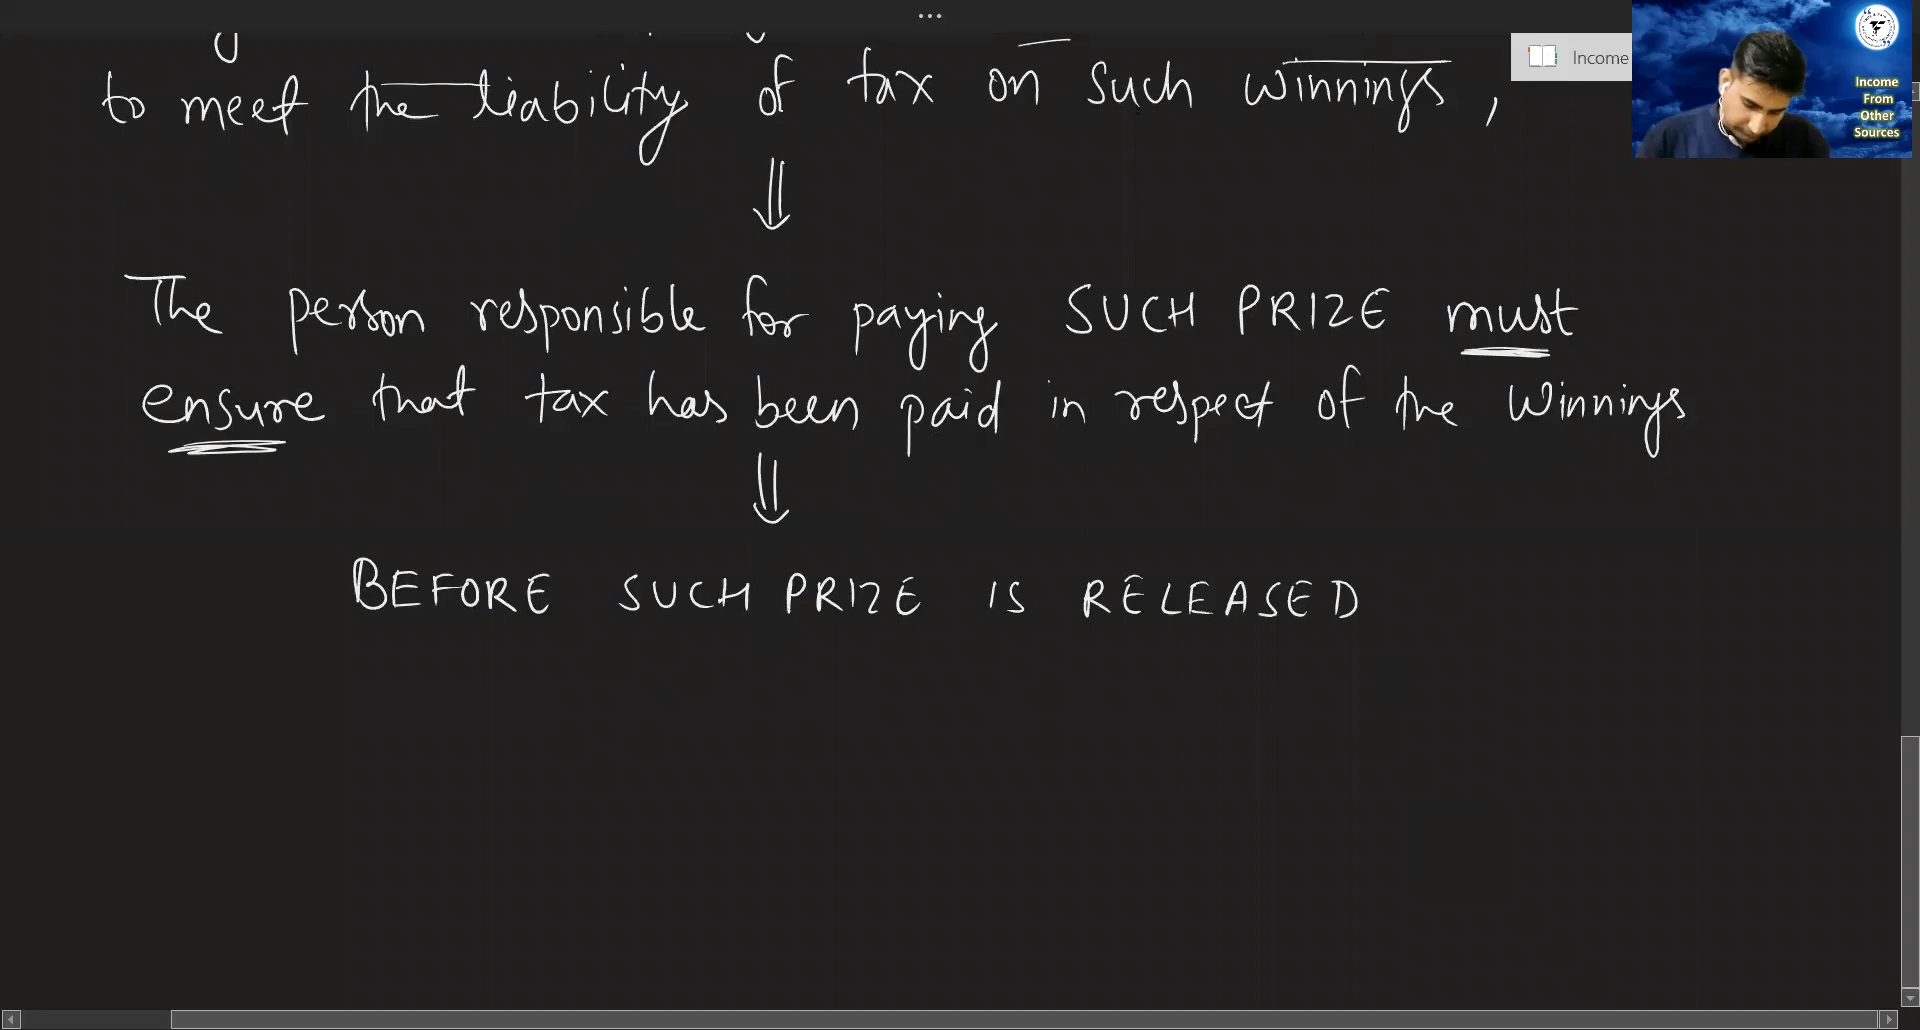 to meet the liability of tax on such winnings,
The person responsible for paying SUCH PRIZE must
ensure that tax has been paid in respect of the Winnings
BEFORE SUCH PRIZE IS RELEASED
Income
Income
From
Other
Sources